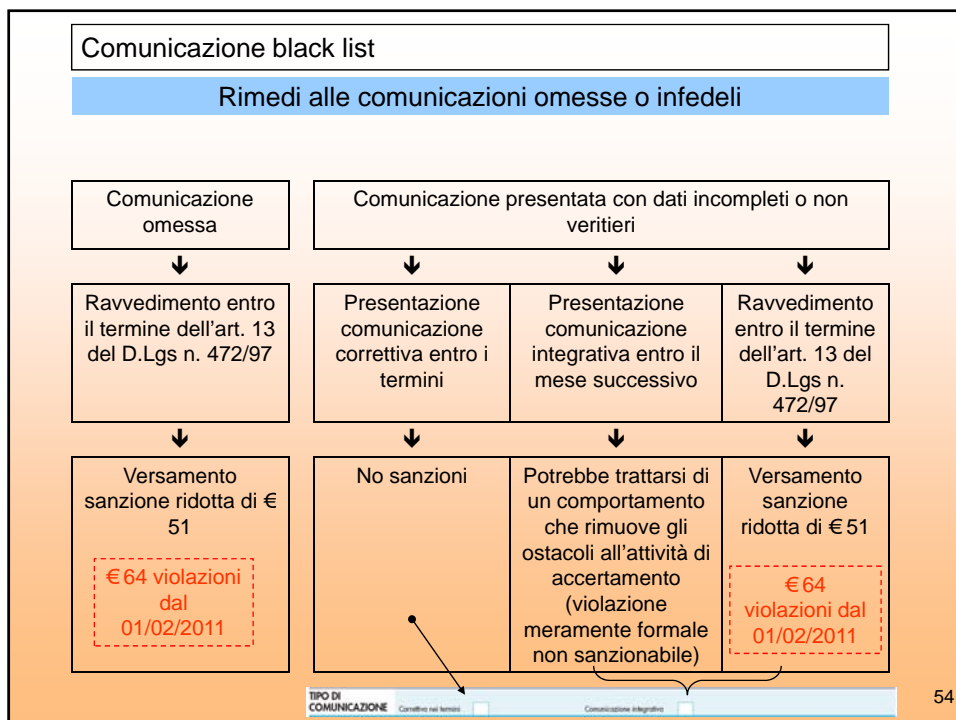 Comunicazione black list
Rimedi alle comunicazioni omesse o infedeli
Comunicazione
omessa
Comunicazione presentata con dati incompleti o non
veritieri
Ravvedimento entro
il termine dell'art. 13
del D.Lgs n. 472/97
Presentazione
comunicazione
correttiva entro i
termini
Presentazione
comunicazione
integrativa entro il
mese successivo
Ravvedimento
entro il termine
dell'art. 13 del
D.Lgs n.
472/97
Versamento
sanzione ridotta di €
51
€ 64 violazioni
dal
01/02/2011
No sanzioni
Potrebbe trattarsi di
un comportamento
che rimuove gli
ostacoli all'attività di
accertamento
(violazione
meramente formale
non sanzionabile)
Versamento
sanzione
ridotta di € 51
€ 64
violazioni dal
01/02/2011
TIPO DI
COMUNICAZIONE Correttiva nei termini Comunicazione integrativa
54